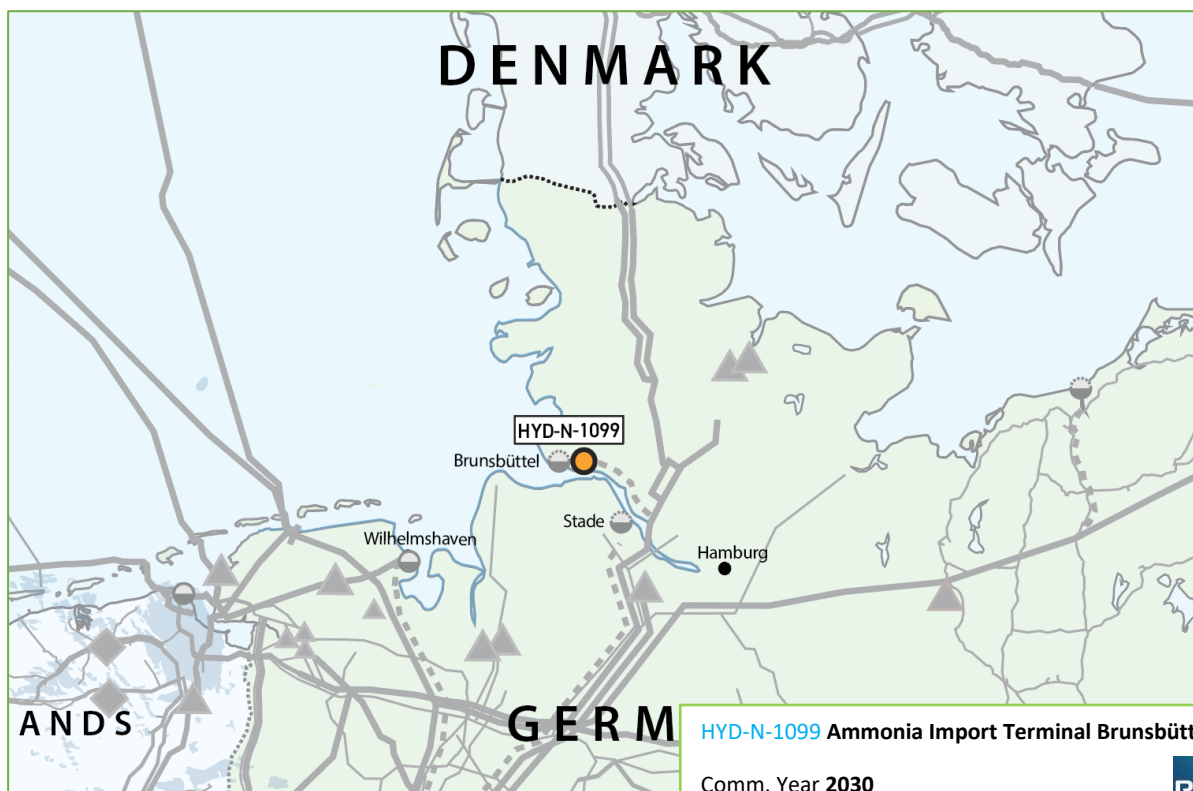 DENMARK
HYD-N-1099
Brunsbüttel
Stade
Wilhelmshaven
Hamburg
ANDS
GERM
HYD-N-1099 Ammonia Import Terminal Brunsbütt
Comm. Year 2030